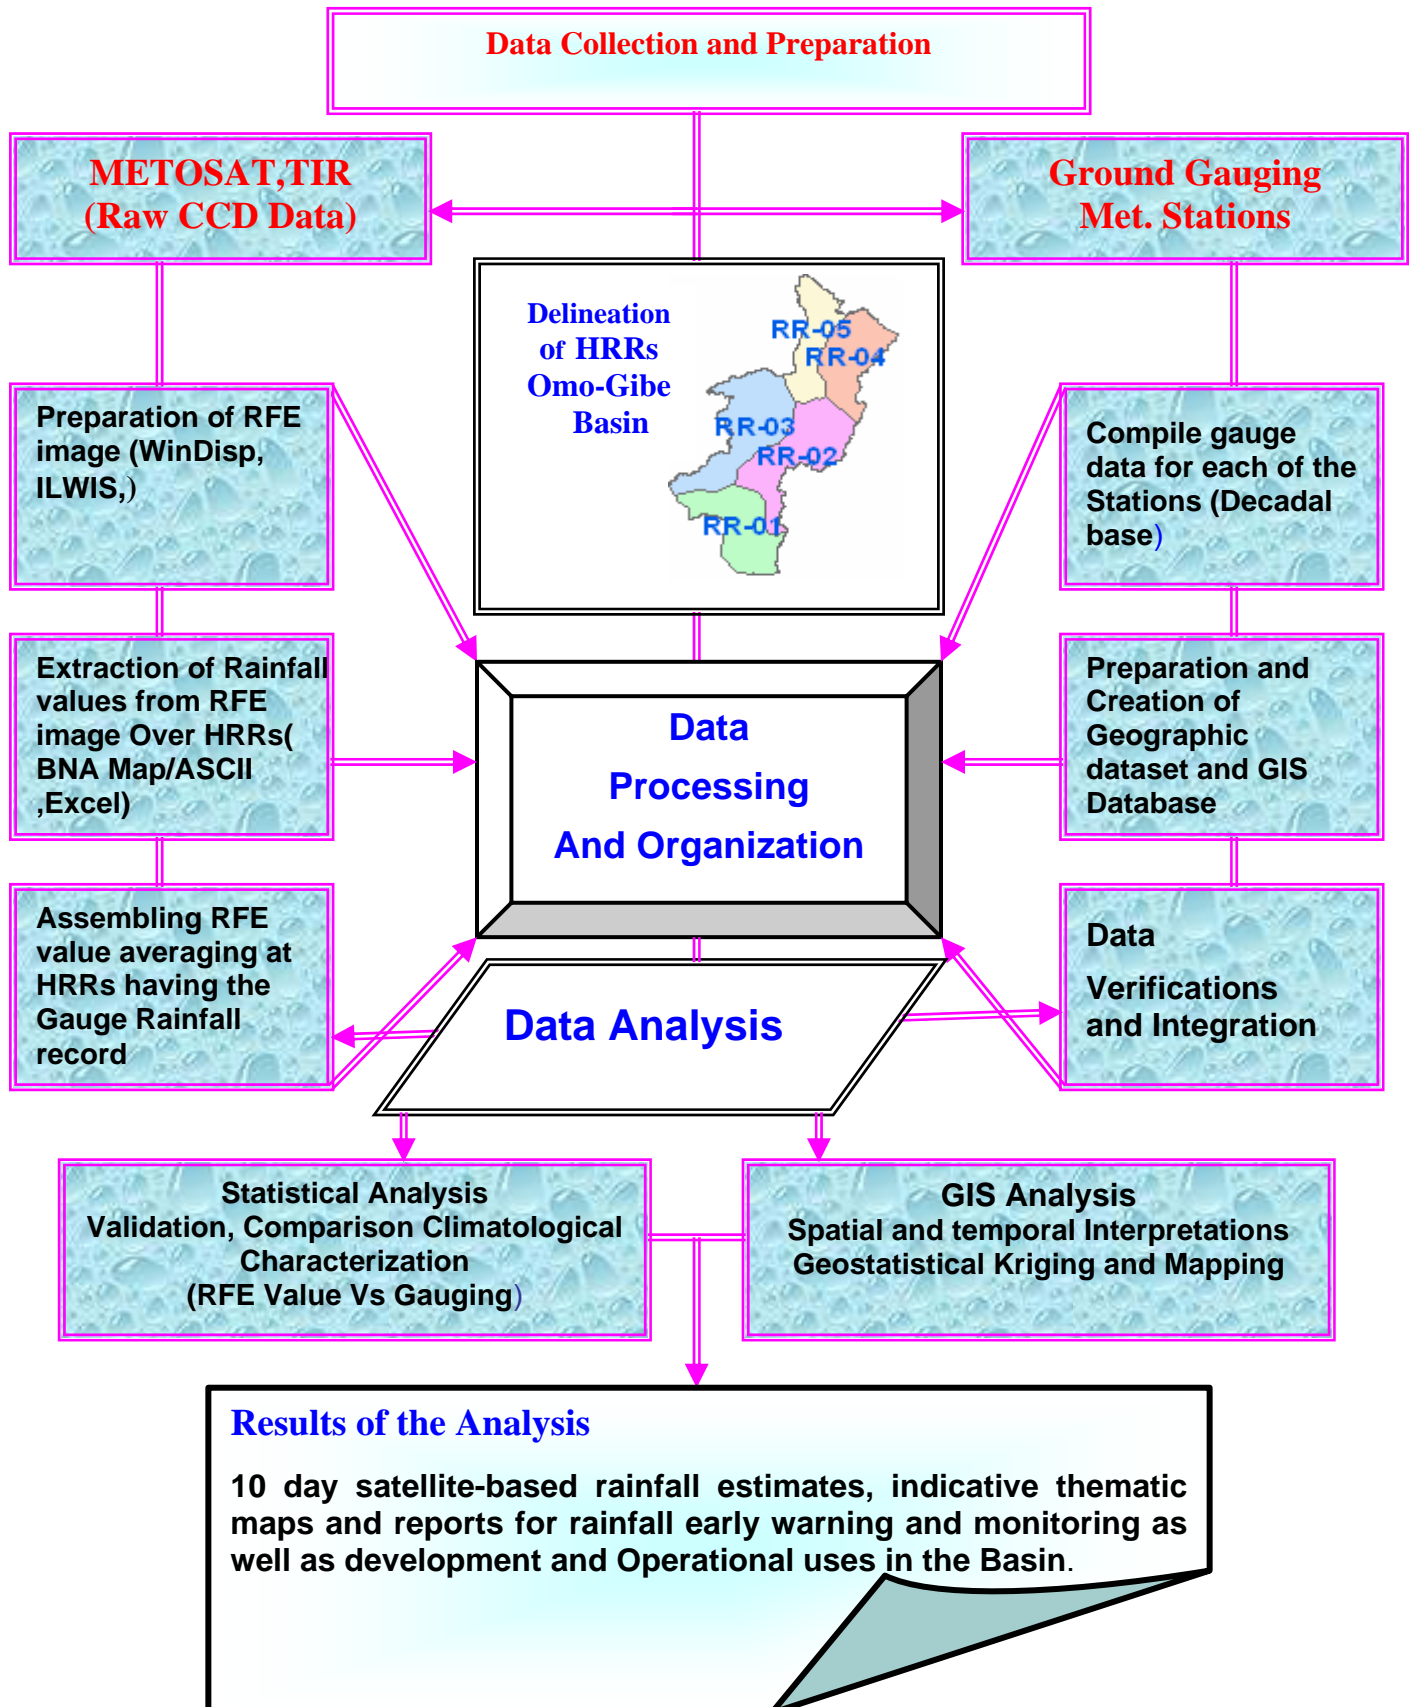 Data Collection and Preparation
METOSAT,TIR
(Raw CCD Data)
Ground Gauging
Met. Stations
Delineation
of HRRs
Omo-Gibe
Basin
RR-05
RR-04
RR-03
RR-02
RR-01
Preparation of RFE
image (WinDisp,
ILWIS,)
Compile gauge
data for each of the
Stations (Decadal
base)
Extraction of Rainfall
values from RFE
image Over HRRs(
BNA Map/ASCII
,Excel)
Data
Processing
And Organization
Preparation and
Creation of
Geographic
dataset and GIS
Database
Assembling RFE
value averaging at
HRRs having the
Gauge Rainfall
record
Data Analysis
Data
Verifications
and Integration
Statistical Analysis
Validation, Comparison Climatological
Characterization
(RFE Value Vs Gauging)
GIS Analysis
Spatial and temporal Interpretations
Geostatistical Kriging and Mapping
Results of the Analysis
10 day satellite-based rainfall estimates, indicative thematic
maps and reports for rainfall early warning and monitoring as
well as development and Operational uses in the Basin.